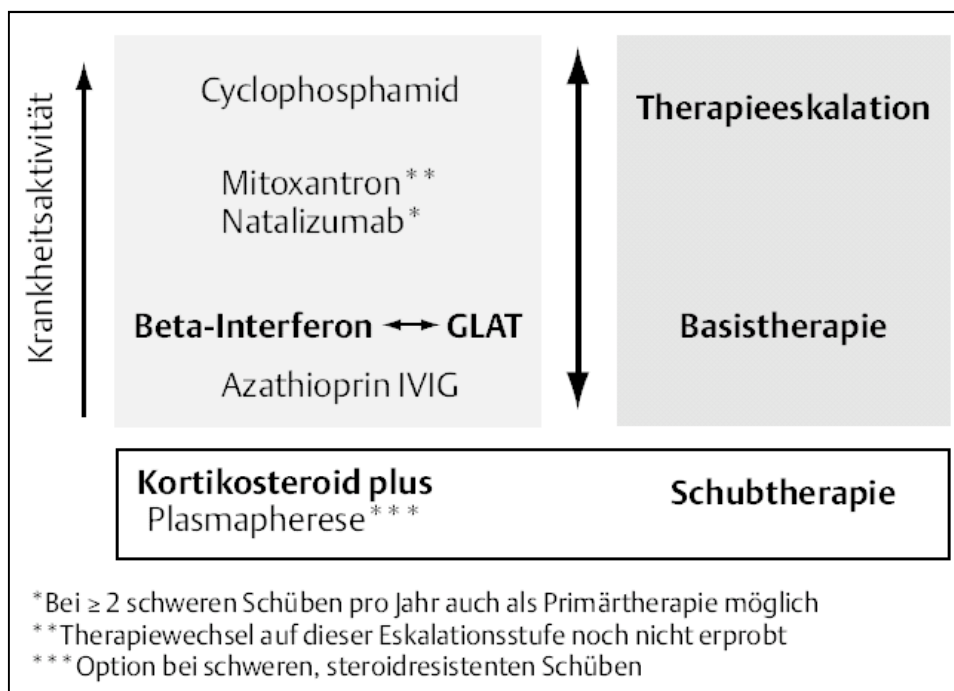 Krankheitsaktivität
Cyclophosphamid
Therapieeskalation
Mitoxantron**
Natalizumab*
Beta-Interferon ↔ GLAT
Basistherapie
Azathioprin IVIG
Kortikosteroid plus
Schubtherapie
Plasmapherese***
*Bei ≥ 2 schweren Schüben pro Jahr auch als Primärtherapie möglich
**Therapiewechsel auf dieser Eskalationsstufe noch nicht erprobt
***Option bei schweren, steroidresistenten Schüben